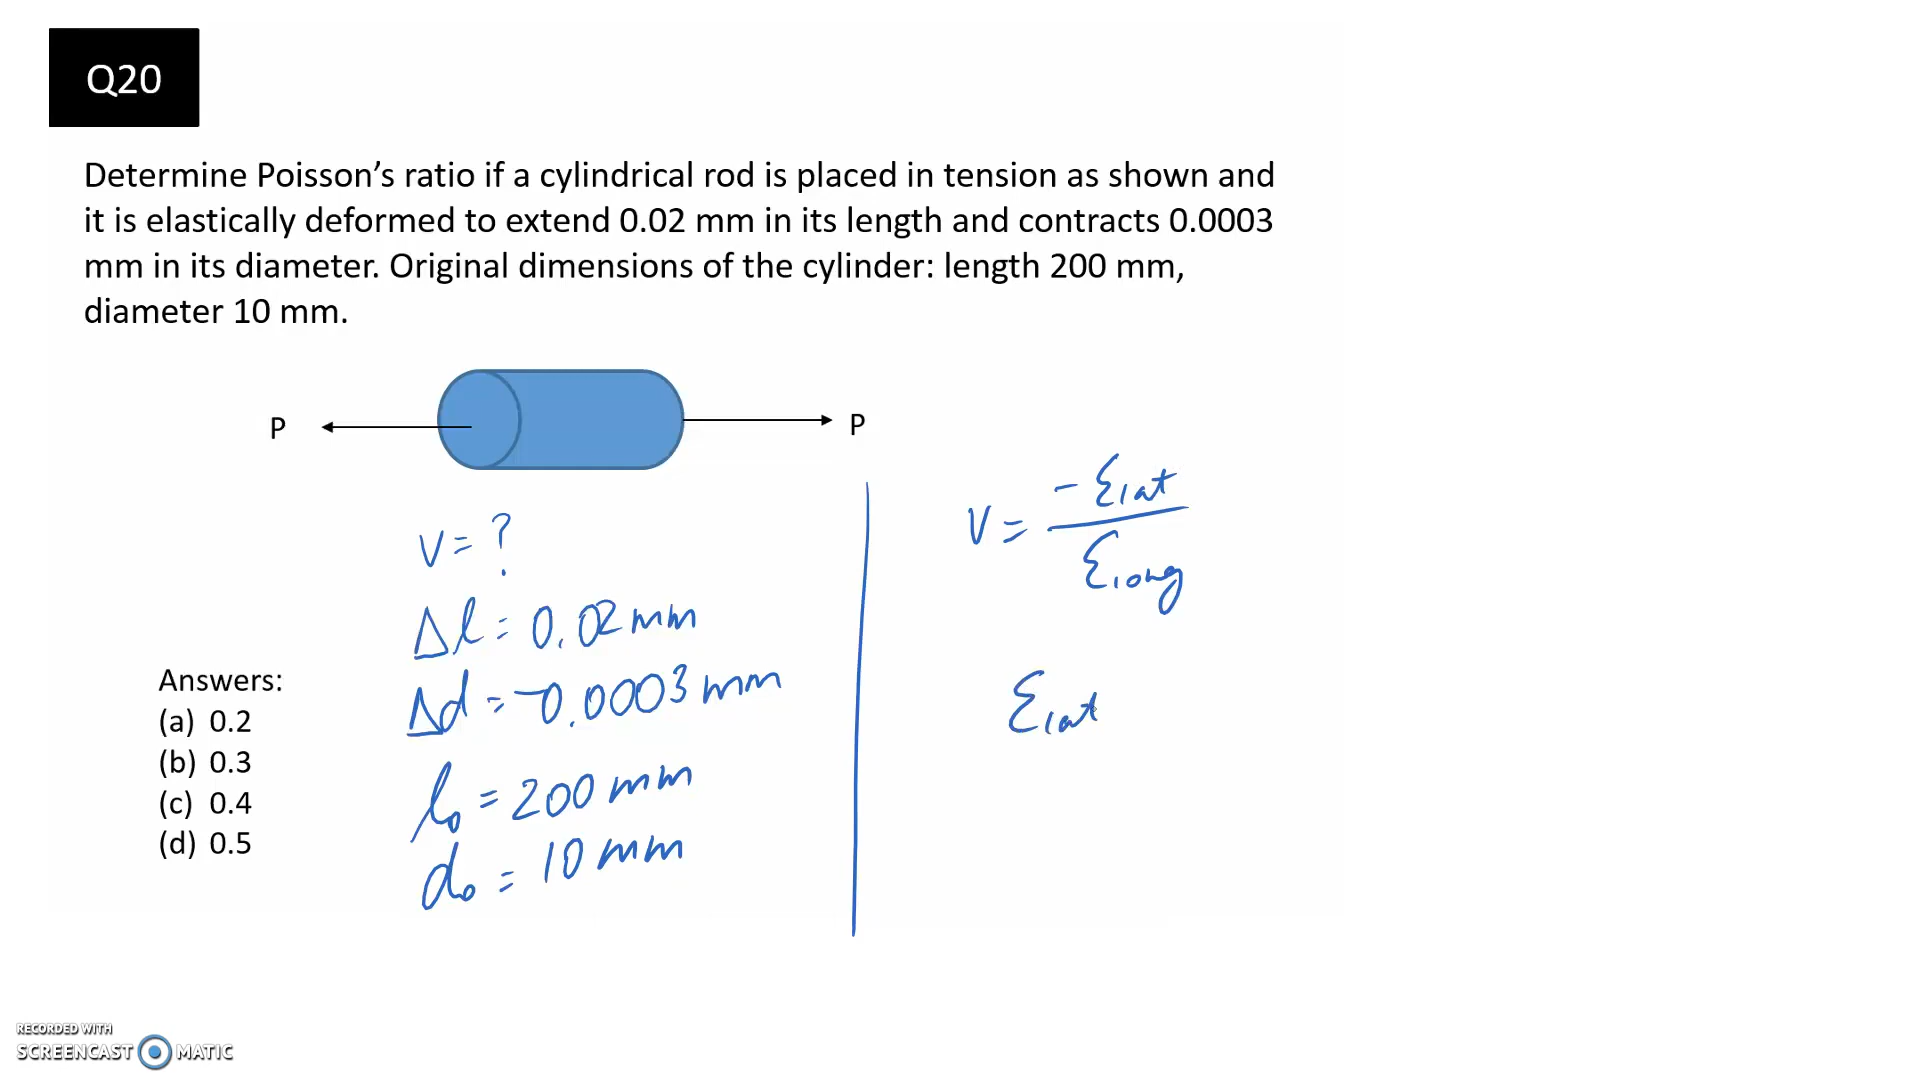 Q20
Determine Poisson’s ratio if a cylindrical rod is placed in tension as shown and
it is elastically deformed to extend 0.02 mm in its length and contracts 0.0003
mm in its diameter. Original dimensions of the cylinder: length 200 mm,
diameter 10 mm.
P
P
ν = ?
Δl = 0.02 mm
Δd = -0.0003 mm
l₀ = 200 mm
d₀ = 10 mm
Answers:
(a) 0.2
(b) 0.3
(c) 0.4
(d) 0.5
ν = -εlat / εlong
εlat
RECORDED WITH
SCREENCAST MATIC